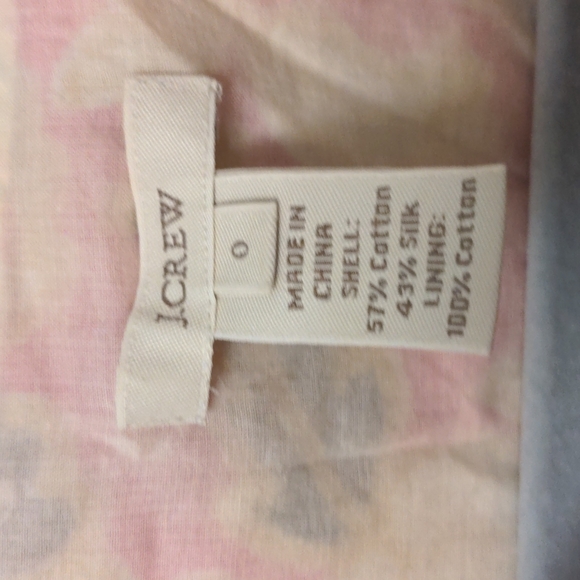 J.CREW
0
MADE IN
CHINA
SHELL:
57% Cotton
43% Silk
LINING:
100% Cotton